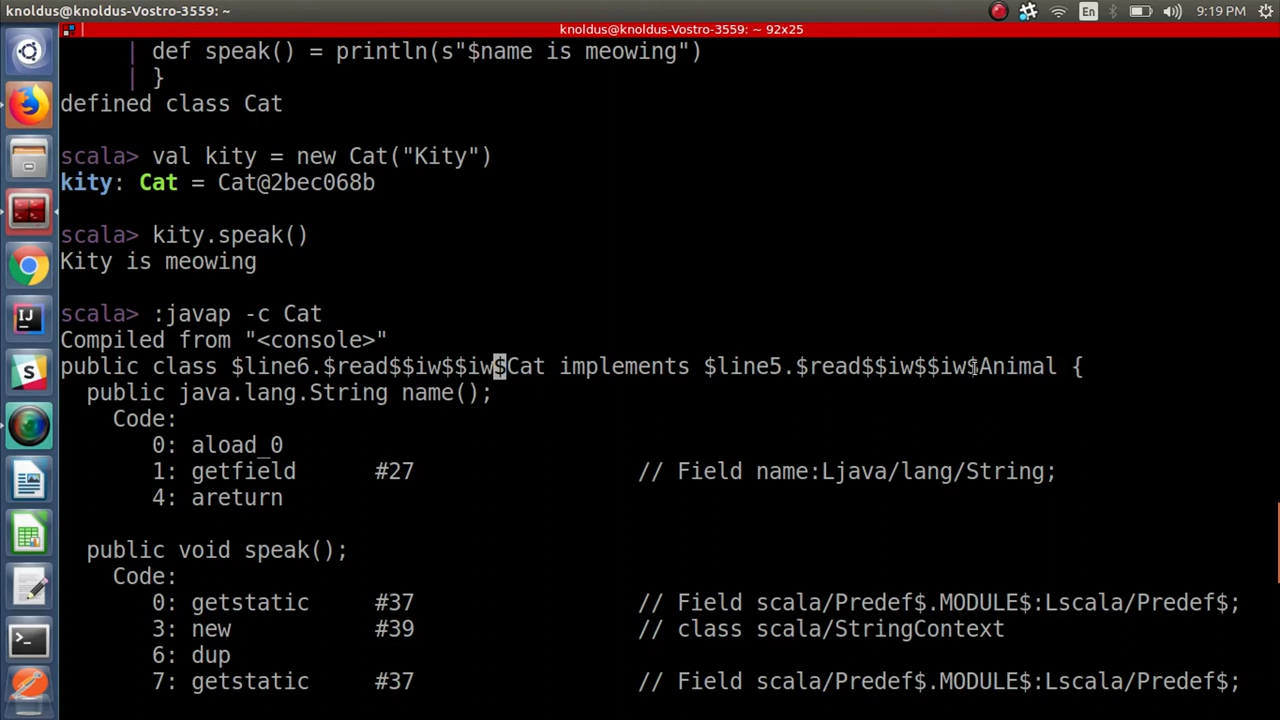 knoldus@knoldus-Vostro-3559: ~
En
9:19 PM
knoldus@knoldus-Vostro-3559: ~ 92x25
| def speak() = println(s"$name is meowing")
| }
defined class Cat
scala> val kity = new Cat("Kity")
kity: Cat = Cat@2bec068b
scala> kity.speak()
Kity is meowing
scala> :javap -c Cat
Compiled from "<console>"
public class $line6.$read$$iw$$iw$Cat implements $line5.$read$$iw$$iw$Animal {
public java.lang.String name();
Code:
0: aload_0
1: getfield #27 // Field name:Ljava/lang/String;
4: areturn
public void speak();
Code:
0: getstatic #37 // Field scala/Predef$.MODULE$:Lscala/Predef$;
3: new #39 // class scala/StringContext
6: dup
7: getstatic #37 // Field scala/Predef$.MODULE$:Lscala/Predef$;
IJ